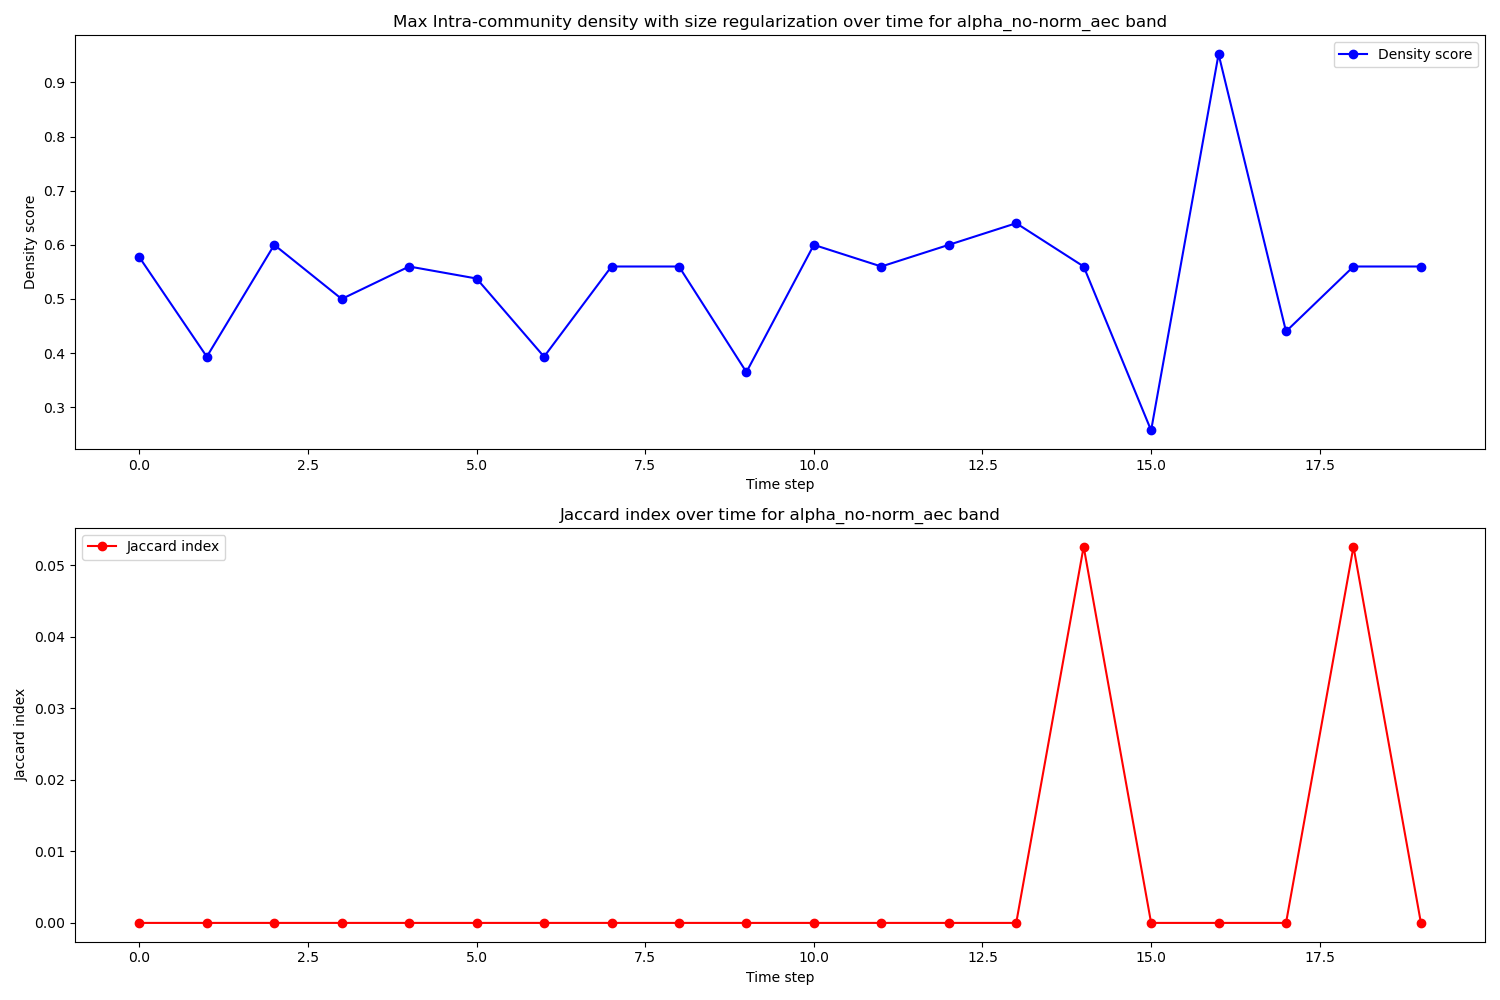 Max Intra-community density with size regularization over time for alpha_no-norm_aec band
Density score
0.9
0.8
0.7
0.6
0.5
0.4
0.3
Density score
0.0 2.5 5.0 7.5 10.0 12.5 15.0 17.5
Time step
Jaccard index over time for alpha_no-norm_aec band
Jaccard index
0.05
0.04
0.03
0.02
0.01
0.00
Jaccard index
0.0 2.5 5.0 7.5 10.0 12.5 15.0 17.5
Time step